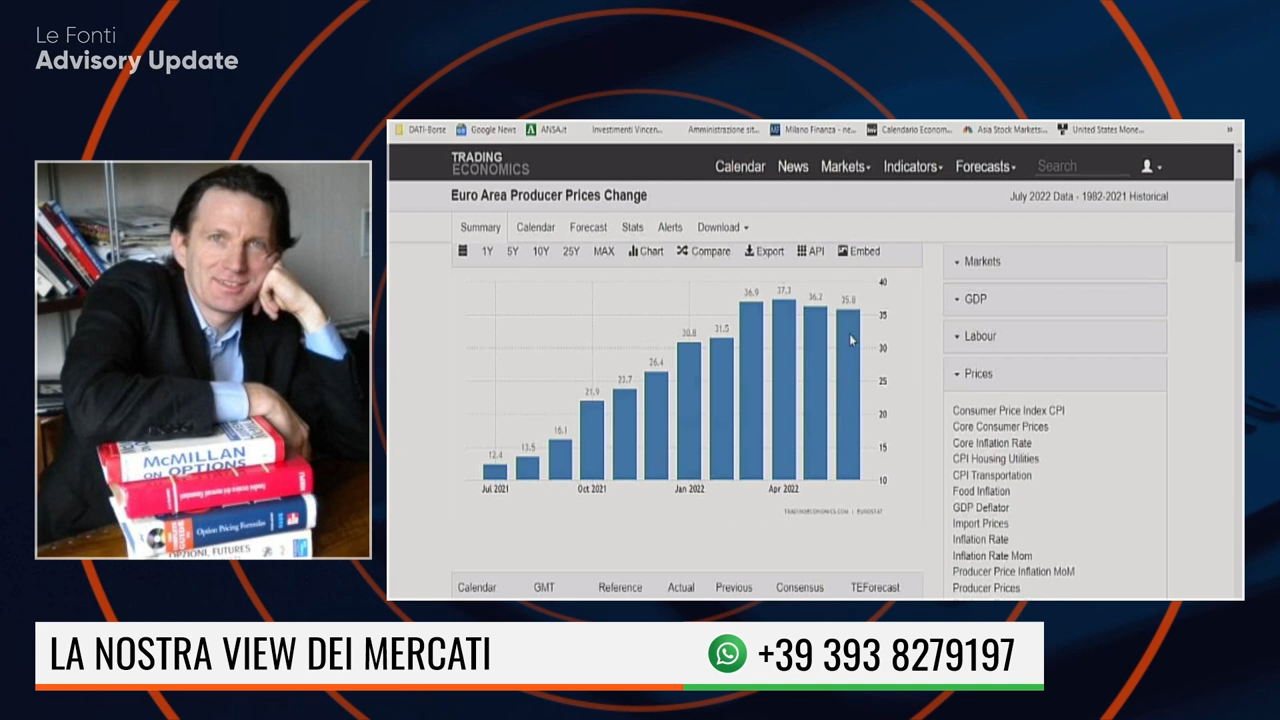 Le Fonti
Advisory Update
DATI-Borse Google News ANSA.it Investimenti Vincen... Amministrazione sit... Milano Finanza - ne... Calendario Econom... Asia Stock Markets:... United States Mone... »
TRADING
ECONOMICS
Calendar News Markets Indicators Forecasts Search
Euro Area Producer Prices Change
July 2022 Data - 1982-2021 Historical
Summary Calendar Forecast Stats Alerts Download
1Y 5Y 10Y 25Y MAX Chart Compare Export API Embed
12.4 13.5 16.1 21.9 23.7 26.4 30.8 31.5 36.9 37.3 36.2 35.8
40
35
30
25
20
15
10
Jul 2021 Oct 2021 Jan 2022 Apr 2022
TRADINGECONOMICS.COM | EUROSTAT
Calendar GMT Reference Actual Previous Consensus TEForecast
Markets
GDP
Labour
Prices
Consumer Price Index CPI
Core Consumer Prices
Core Inflation Rate
CPI Housing Utilities
CPI Transportation
Food Inflation
GDP Deflator
Import Prices
Inflation Rate
Inflation Rate Mom
Producer Price Inflation MoM
Producer Prices
MCMILLAN
ON OPTIONS
Option Pricing Formulas
OPZIONI, FUTURES
LA NOSTRA VIEW DEI MERCATI
+39 393 8279197